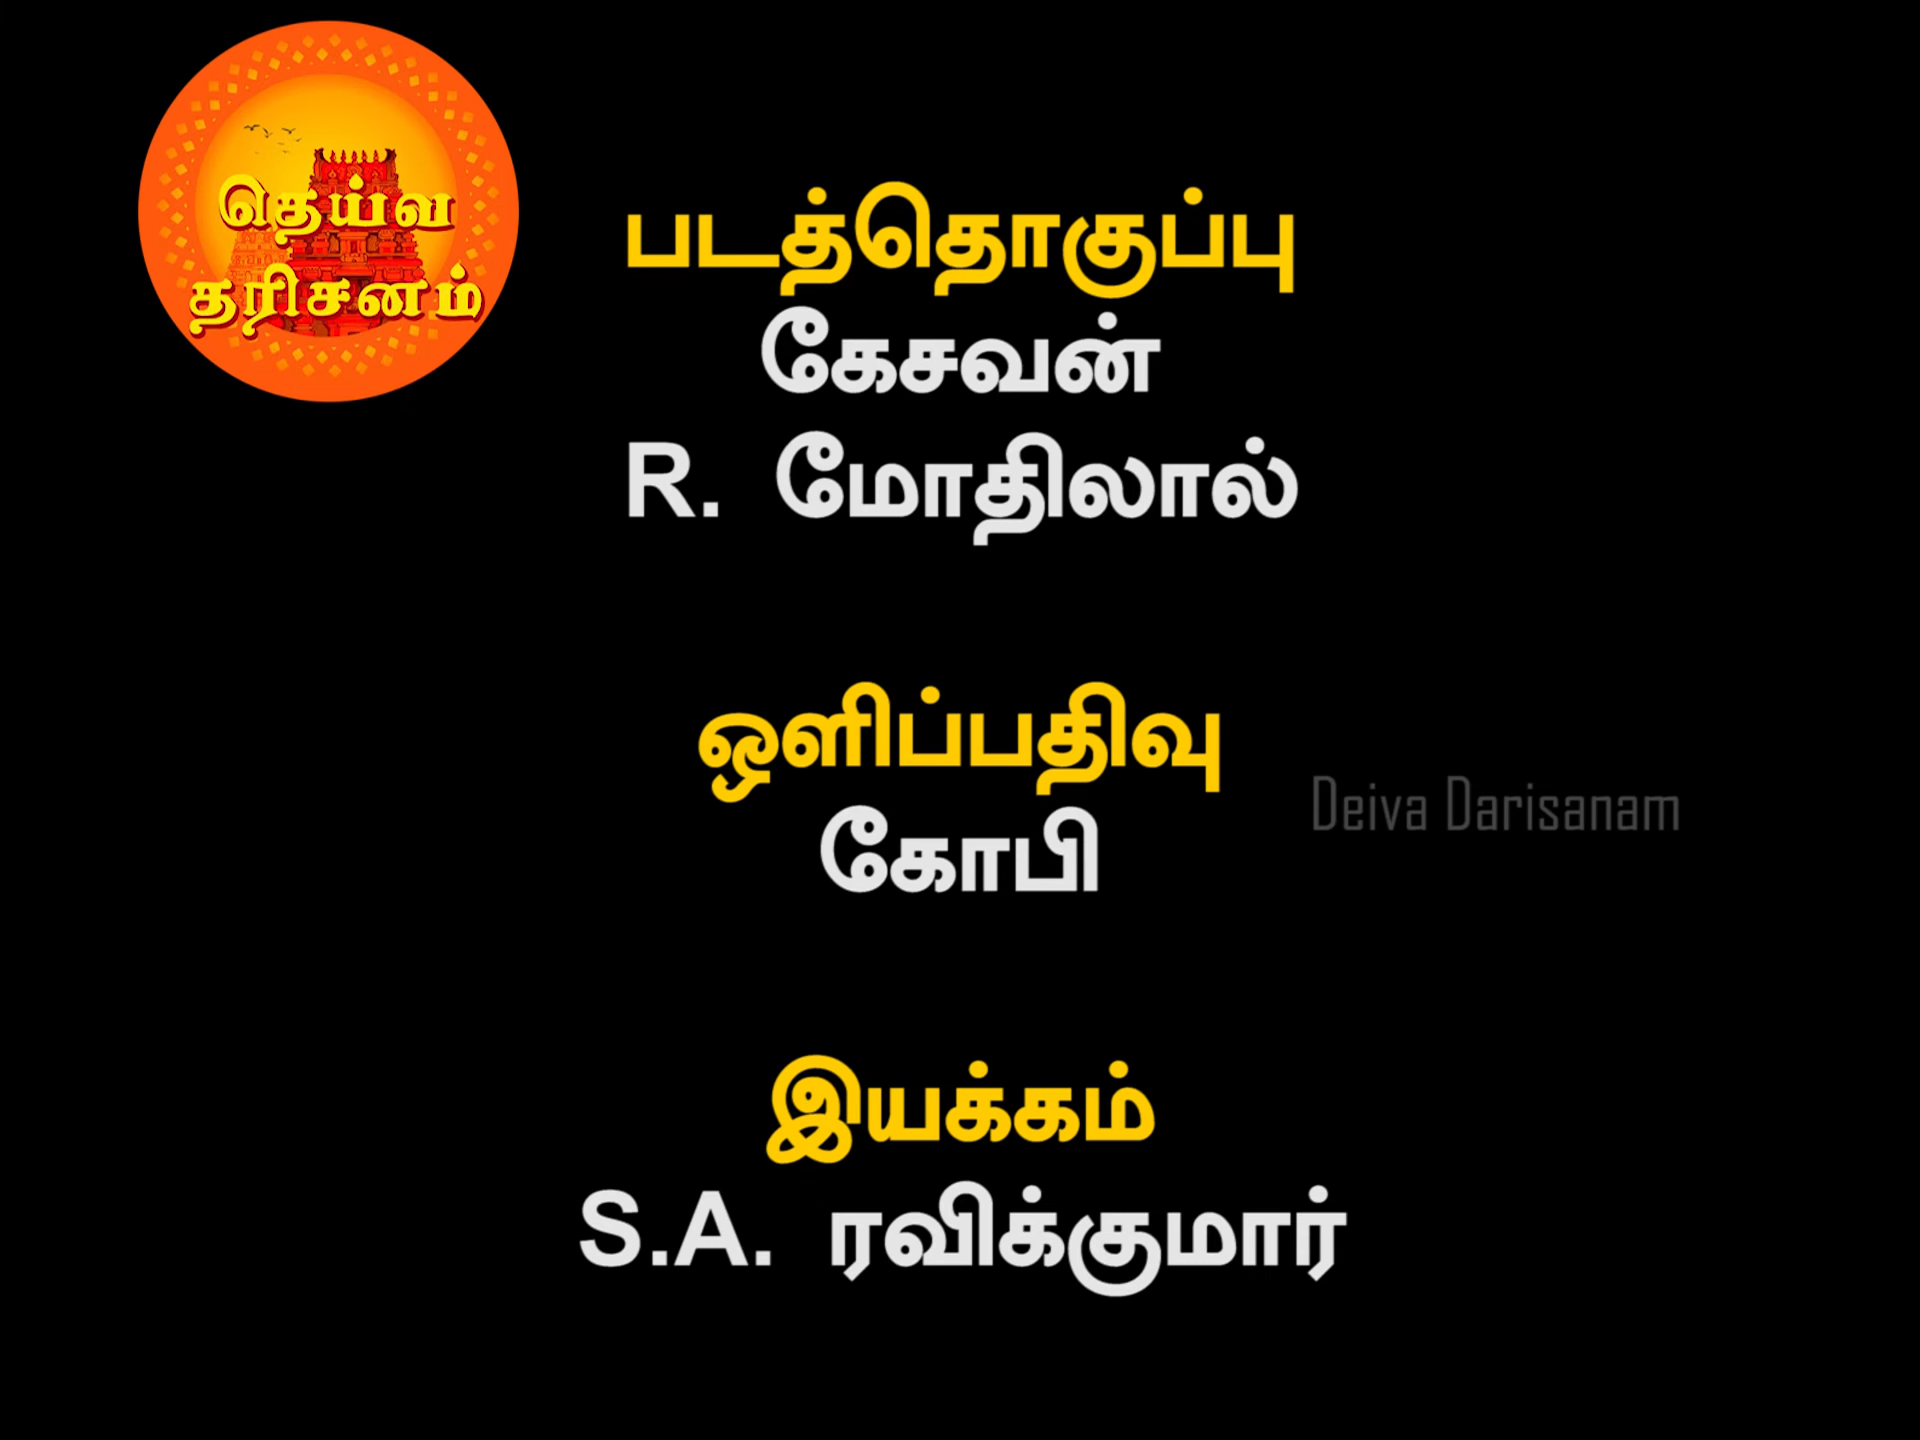 தெய்வ
தரிசனம்
படத்தொகுப்பு
கேசவன்
R. மோதிலால்
ஒளிப்பதிவு
கோபி
Deiva Darisanam
இயக்கம்
S.A. ரவிக்குமார்